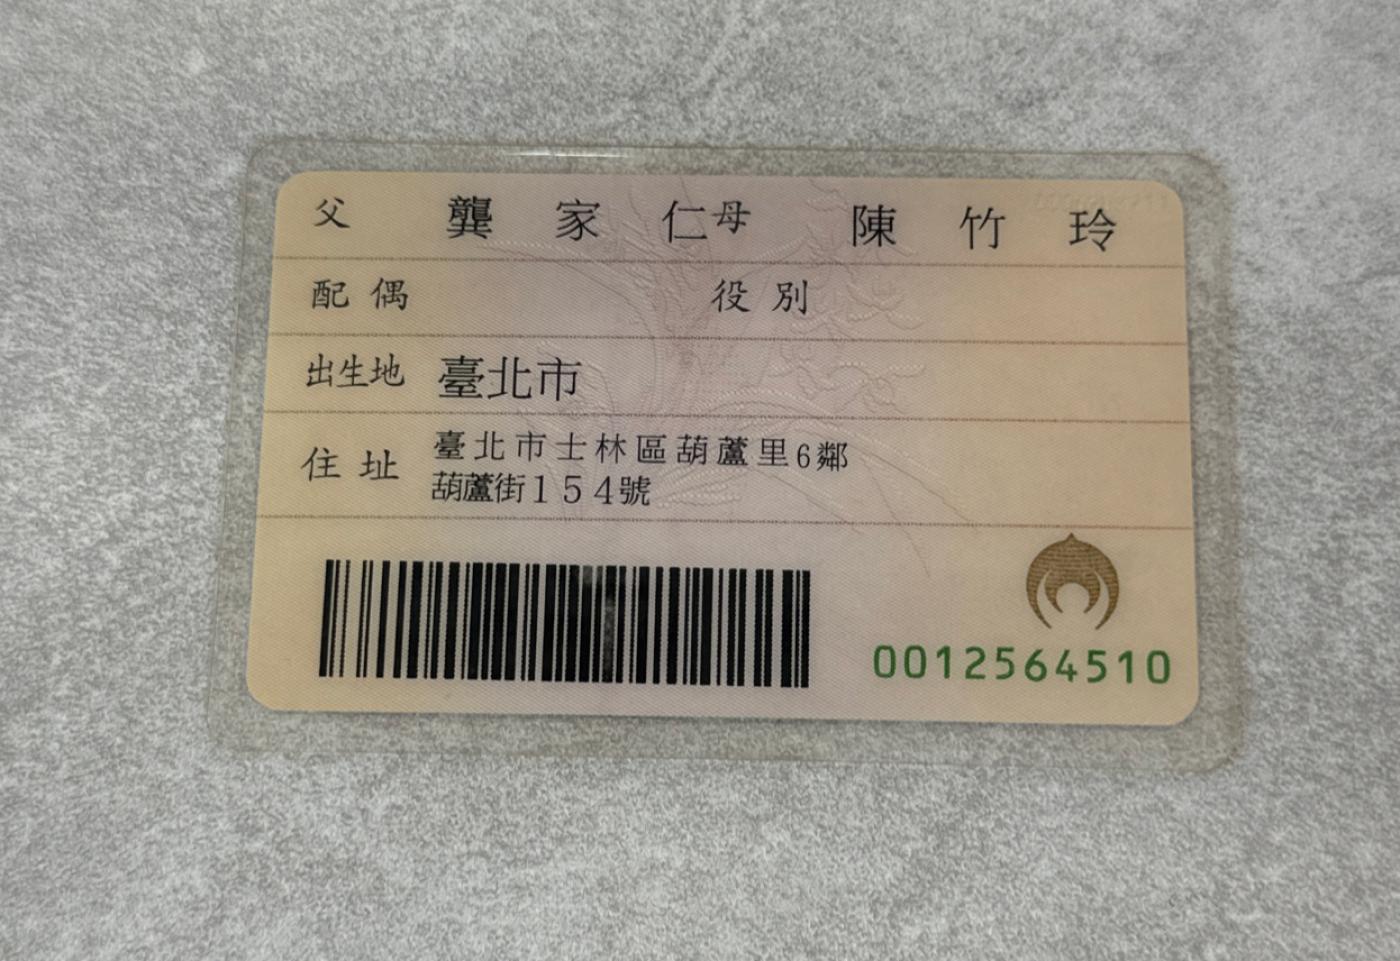 父 龔家仁 母 陳竹玲
配偶 役別
出生地 臺北市
住址 臺北市士林區葫蘆里6鄰
葫蘆街154號
0012564510